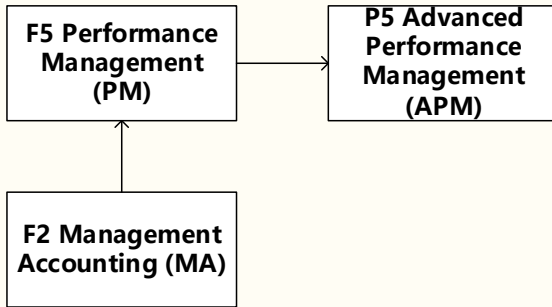 F5 Performance
Management
(PM)
P5 Advanced
Performance
Management
(APM)
F2 Management
Accounting (MA)